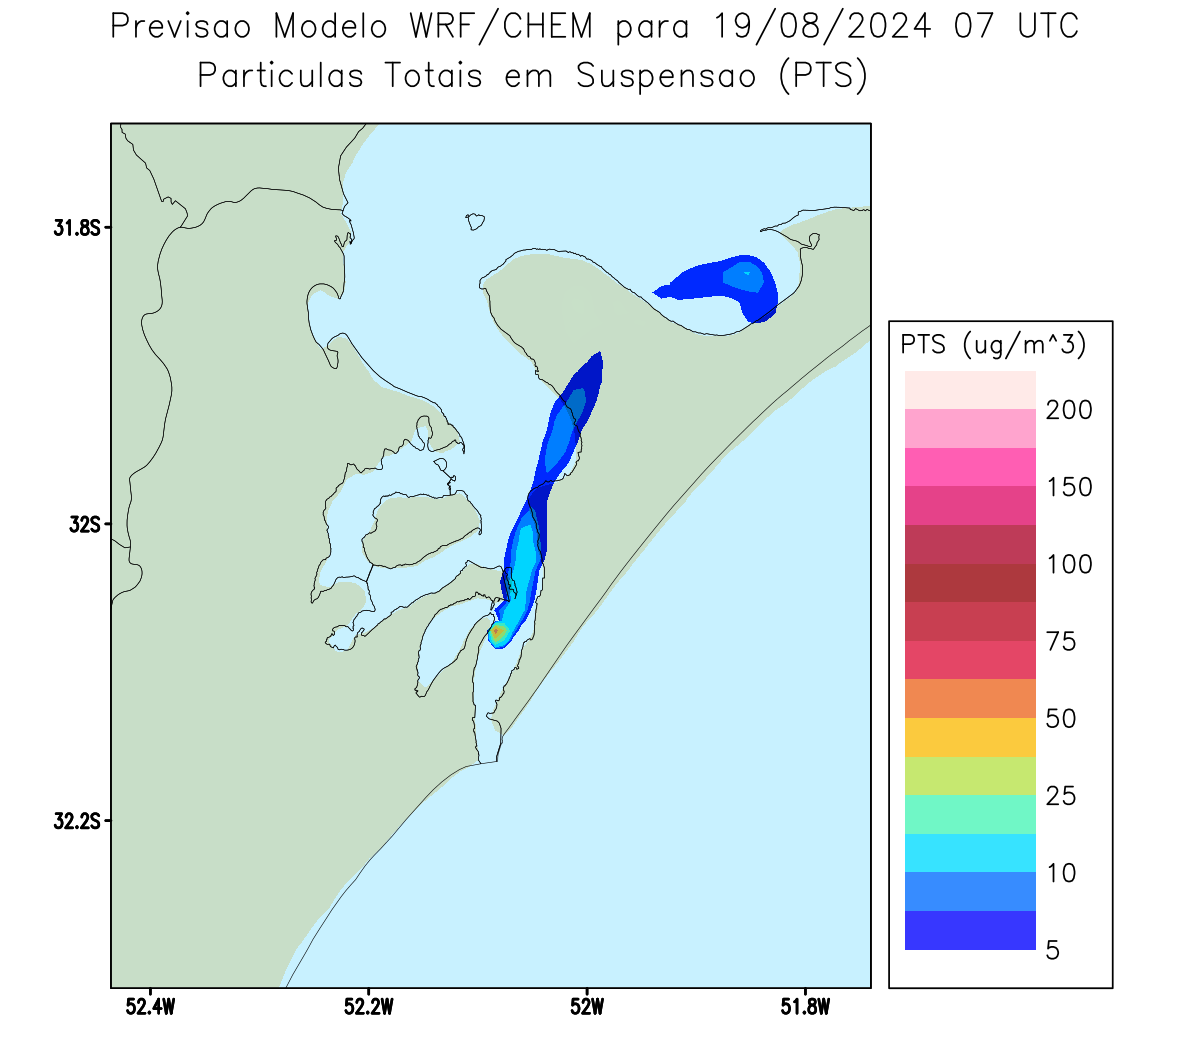 Previsao Modelo WRF/CHEM para 19/08/2024 07 UTC
Particulas Totais em Suspensao (PTS)
31.8S
32S
32.2S
52.4W
52.2W
52W
51.8W
PTS (ug/m^3)
200
150
100
75
50
25
10
5